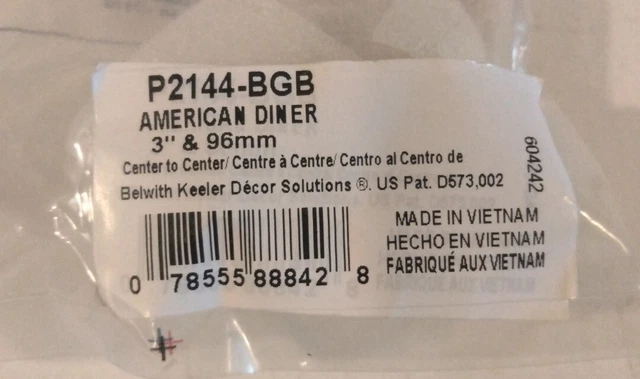 P2144-BGB
AMERICAN DINER
3" & 96mm
Center to Center/ Centre à Centre/ Centro al Centro de
Belwith Keeler Décor Solutions ®. US Pat. D573,002
604242
MADE IN VIETNAM
HECHO EN VIETNAM
FABRIQUÉ AUX VIETNAM
0 78555 88842 8